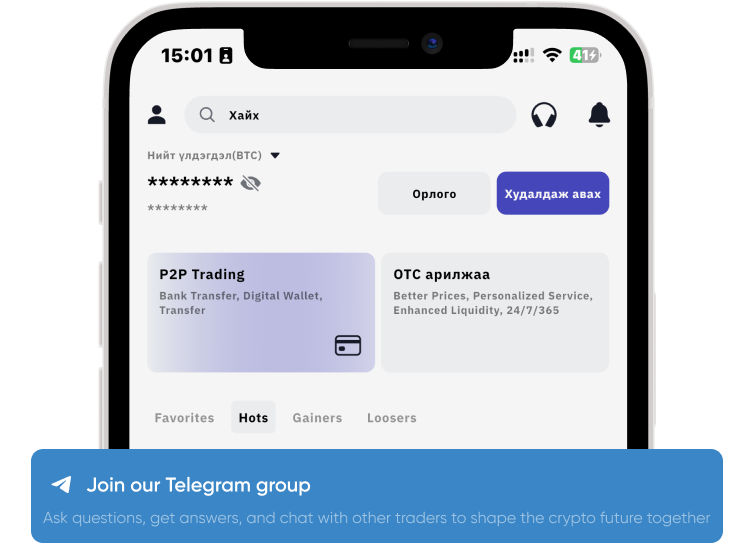 15:01
41
Хайх
Нийт үлдэгдэл(BTC)
********
********
Орлого
Худалдаж авах
P2P Trading
Bank Transfer, Digital Wallet,
Transfer
OTC арилжаа
Better Prices, Personalized Service,
Enhanced Liquidity, 24/7/365
Favorites
Hots
Gainers
Loosers
Join our Telegram group
Ask questions, get answers, and chat with other traders to shape the crypto future together